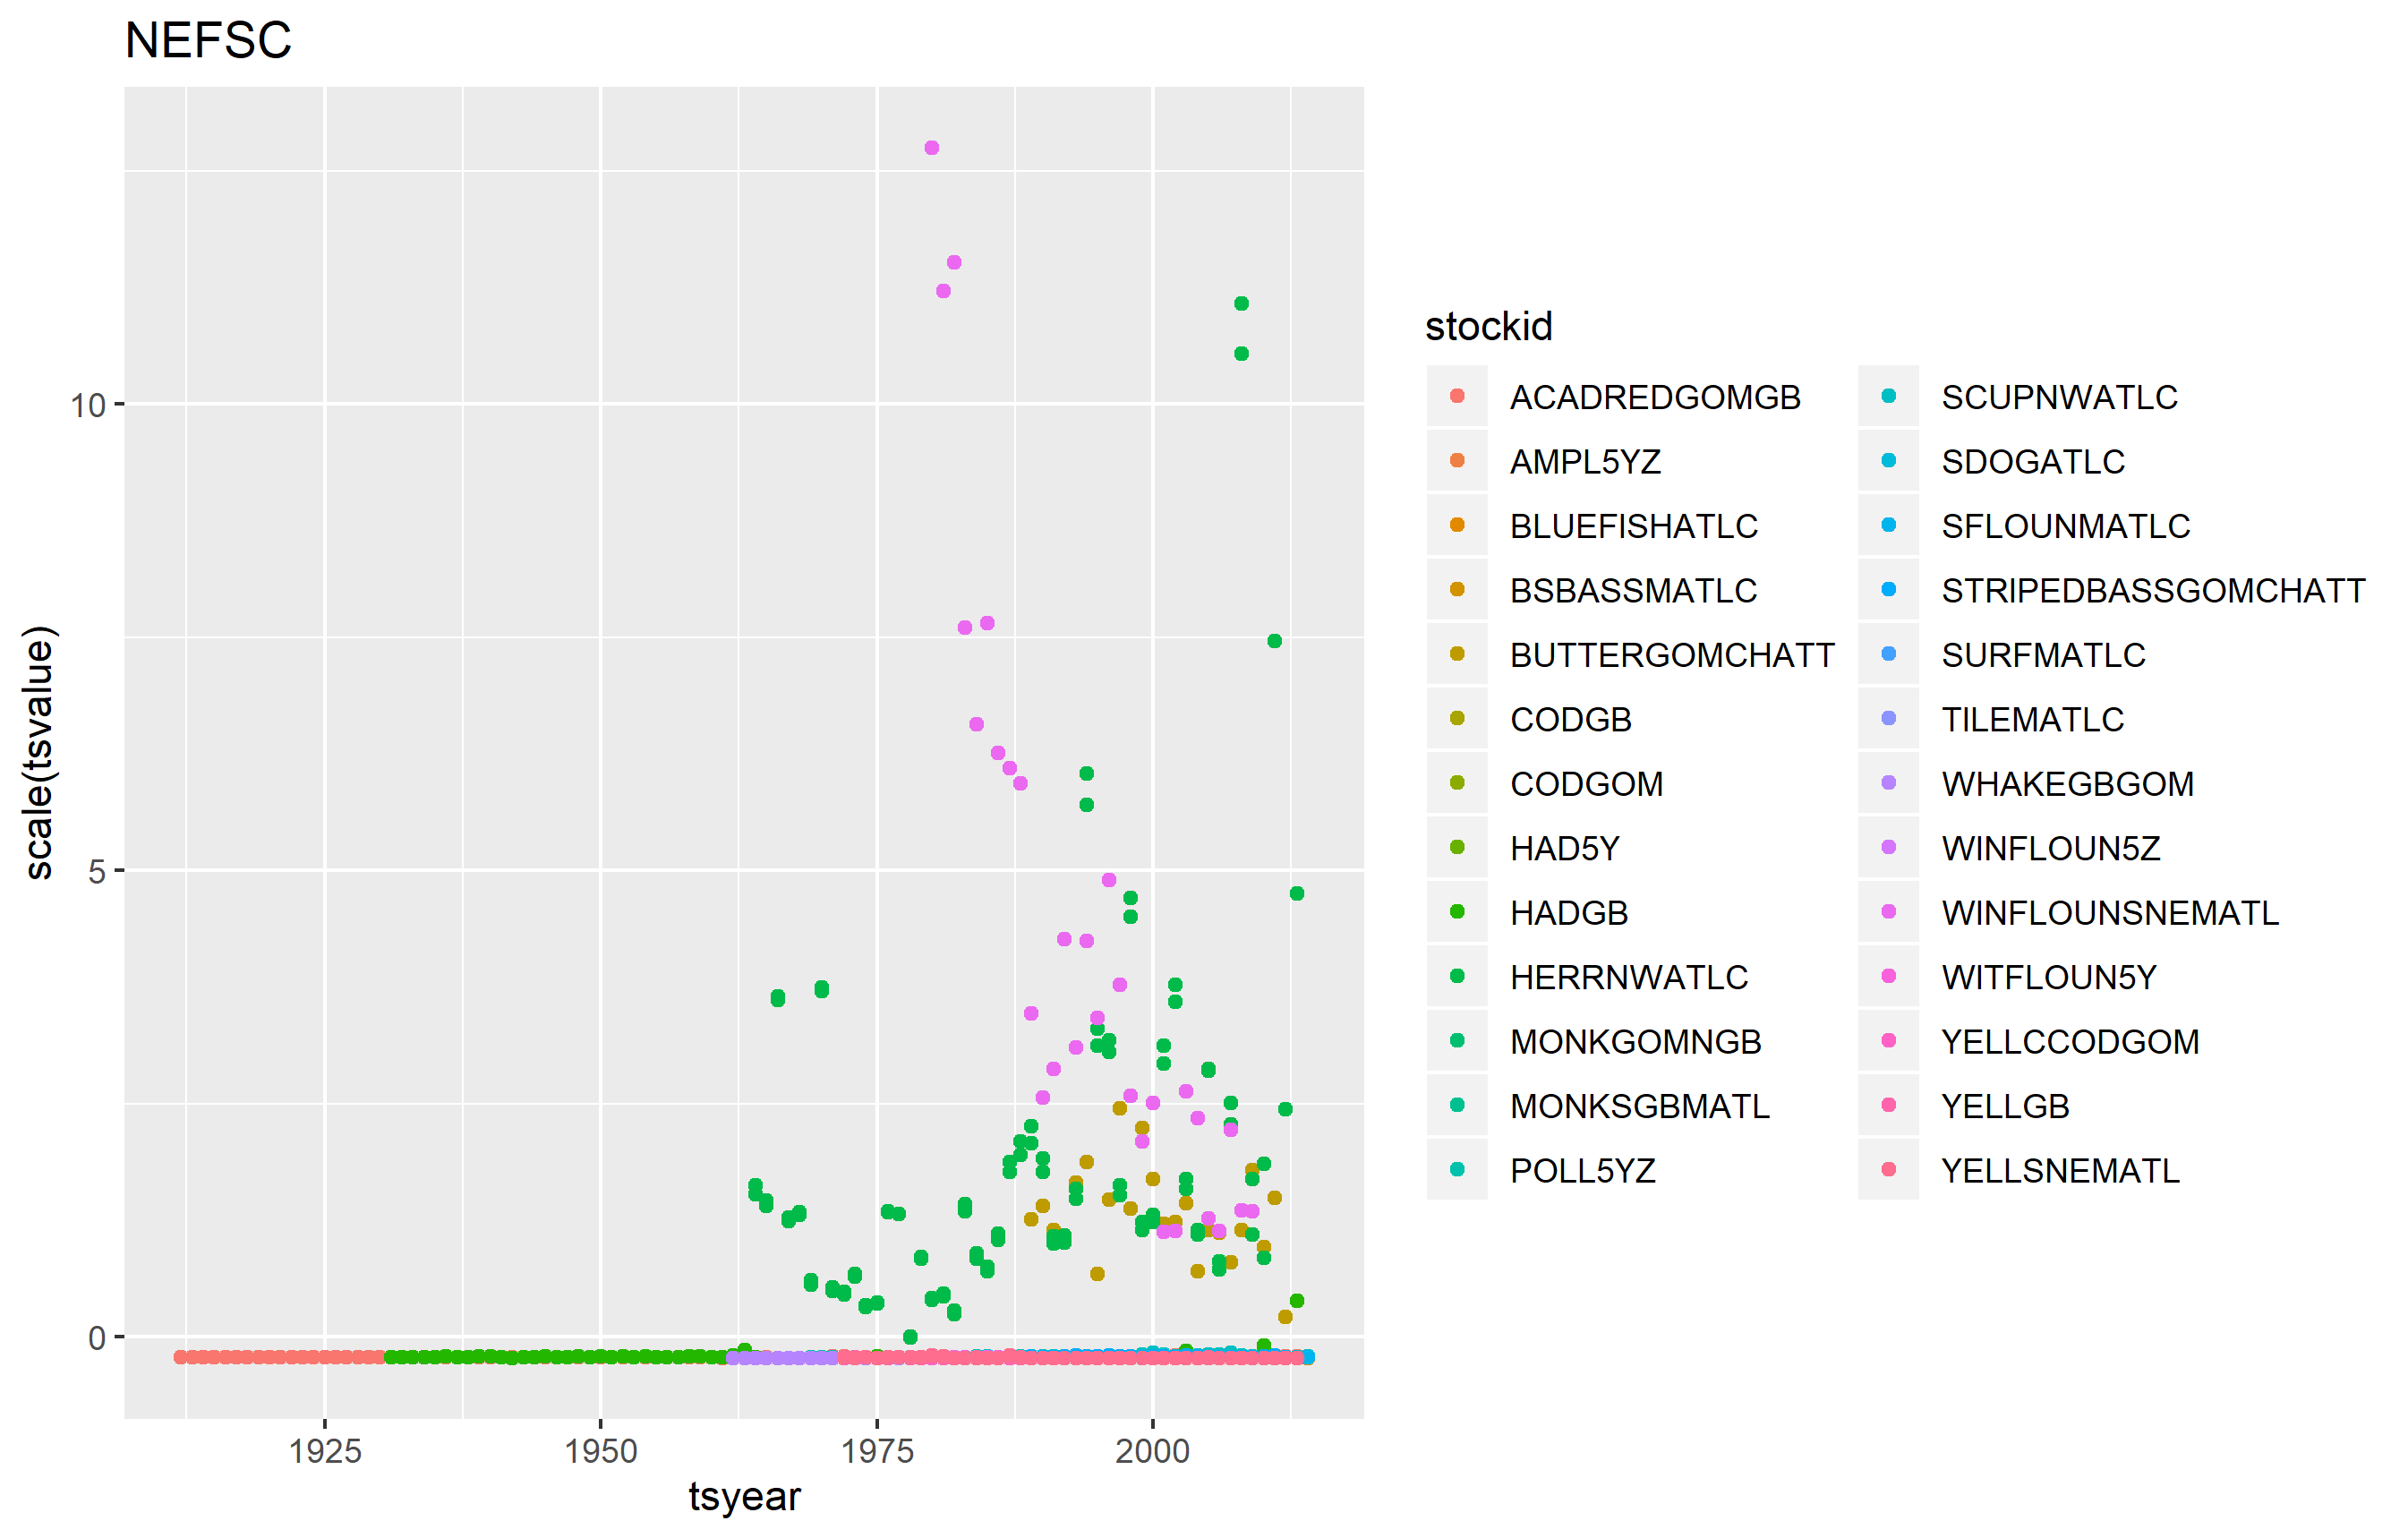 NEFSC
scale(tsvalue)
10
5
0
1925 1950 1975 2000
tsyear
stockid
ACADREDGOMGB
AMPL5YZ
BLUEFISHATLC
BSBASSMATLC
BUTTERGOMCHATT
CODGB
CODGOM
HAD5Y
HADGB
HERRNWATLC
MONKGOMNGB
MONKSGBMATL
POLL5YZ
SCUPNWATLC
SDOGATLC
SFLOUNMATLC
STRIPEDBASSGOMCHATT
SURFMATLC
TILEMATLC
WHAKEGBGOM
WINFLOUN5Z
WINFLOUNSNEMATL
WITFLOUN5Y
YELLCCODGOM
YELLGB
YELLSNEMATL